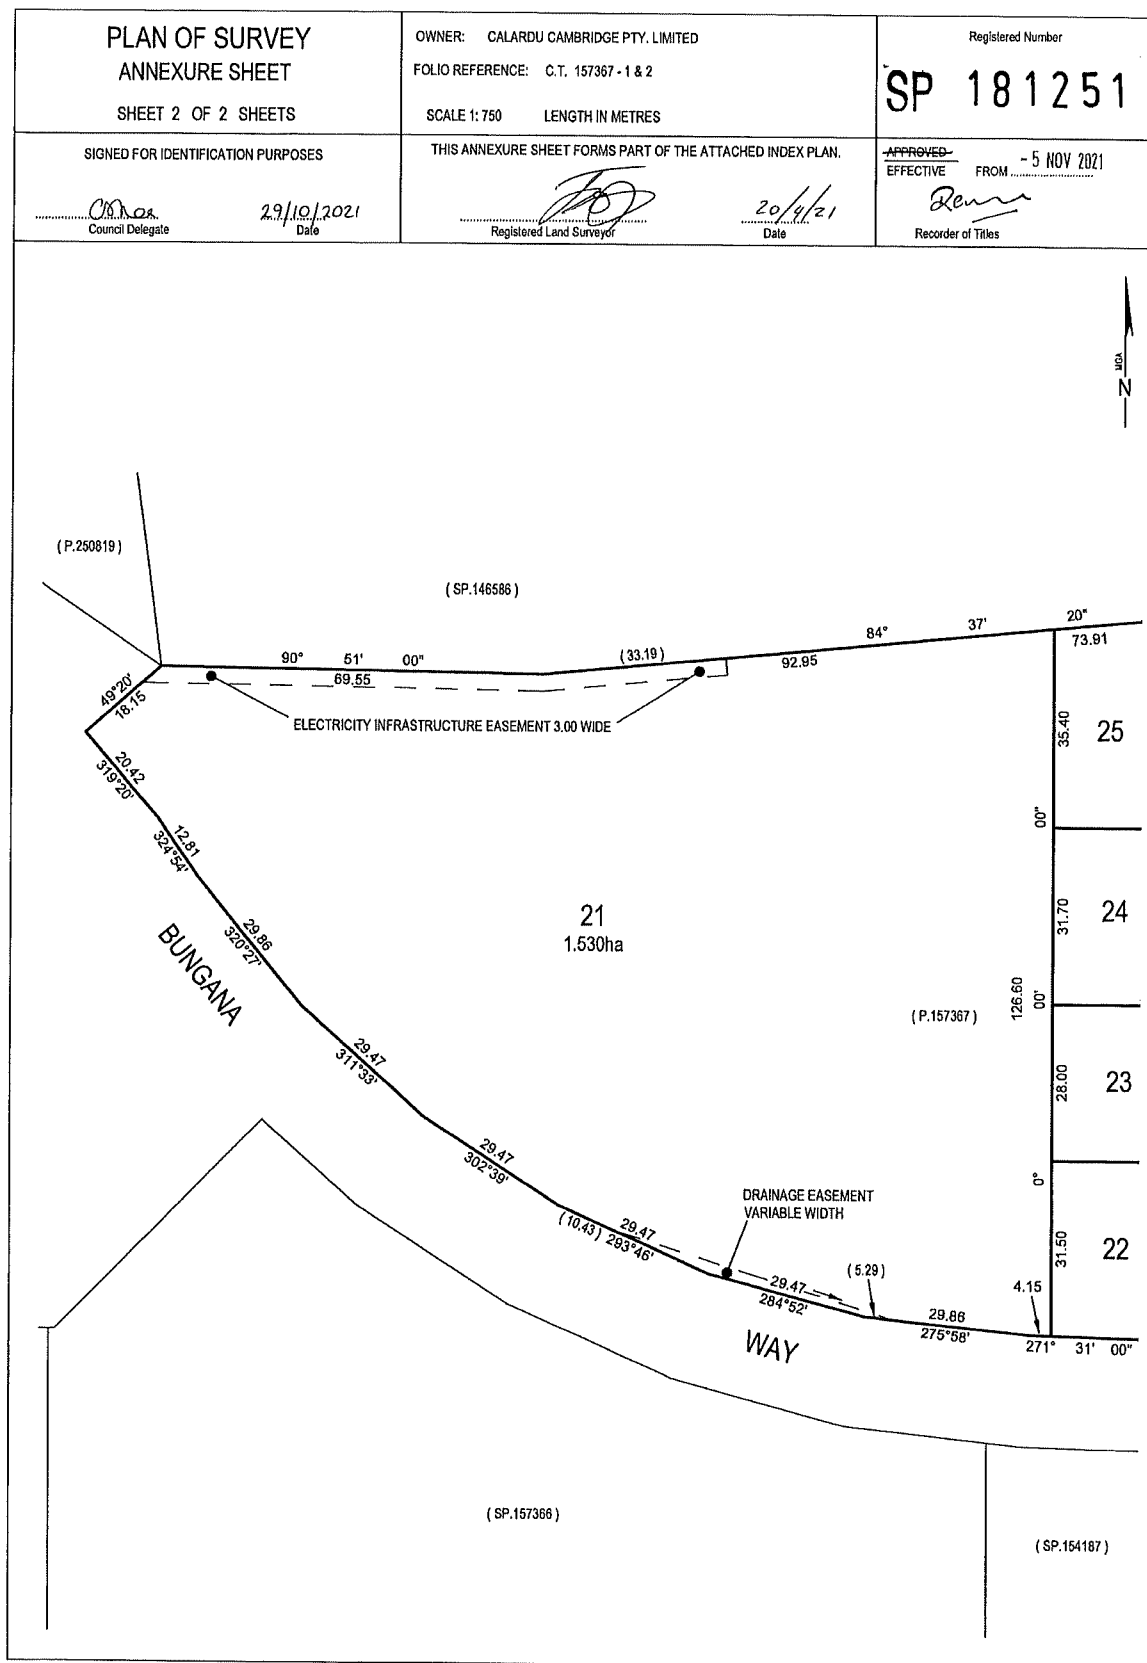 PLAN OF SURVEY
ANNEXURE SHEET
SHEET 2 OF 2 SHEETS
OWNER: CALARDU CAMBRIDGE PTY. LIMITED
FOLIO REFERENCE: C.T. 157367 - 1 & 2
SCALE 1: 750 LENGTH IN METRES
Registered Number
SP 181251
SIGNED FOR IDENTIFICATION PURPOSES
29/10/2021
Council Delegate Date
THIS ANNEXURE SHEET FORMS PART OF THE ATTACHED INDEX PLAN.
20/4/21
Registered Land Surveyor Date
APPROVED
EFFECTIVE FROM - 5 NOV 2021
Recorder of Titles
MGA
N
( P.250819 )
( SP.146586 )
90° 51' 00"
69.55
( 33.19 )
84° 37' 20"
92.95
73.91
49°20'
18.15
ELECTRICITY INFRASTRUCTURE EASEMENT 3.00 WIDE
35.40
25
20.42
319°20'
12.81
324°54'
00"
21
1.530ha
31.70
24
29.86
320°27'
BUNGANA
126.60
00'
( P.157367 )
29.47
311°33'
28.00
23
29.47
302°39'
0°
DRAINAGE EASEMENT
VARIABLE WIDTH
( 10.43 )
29.47
293°46'
31.50
22
29.47
284°52'
( 5.29 )
4.15
29.86
275°58'
271° 31' 00"
WAY
( SP.157366 )
( SP.154187 )